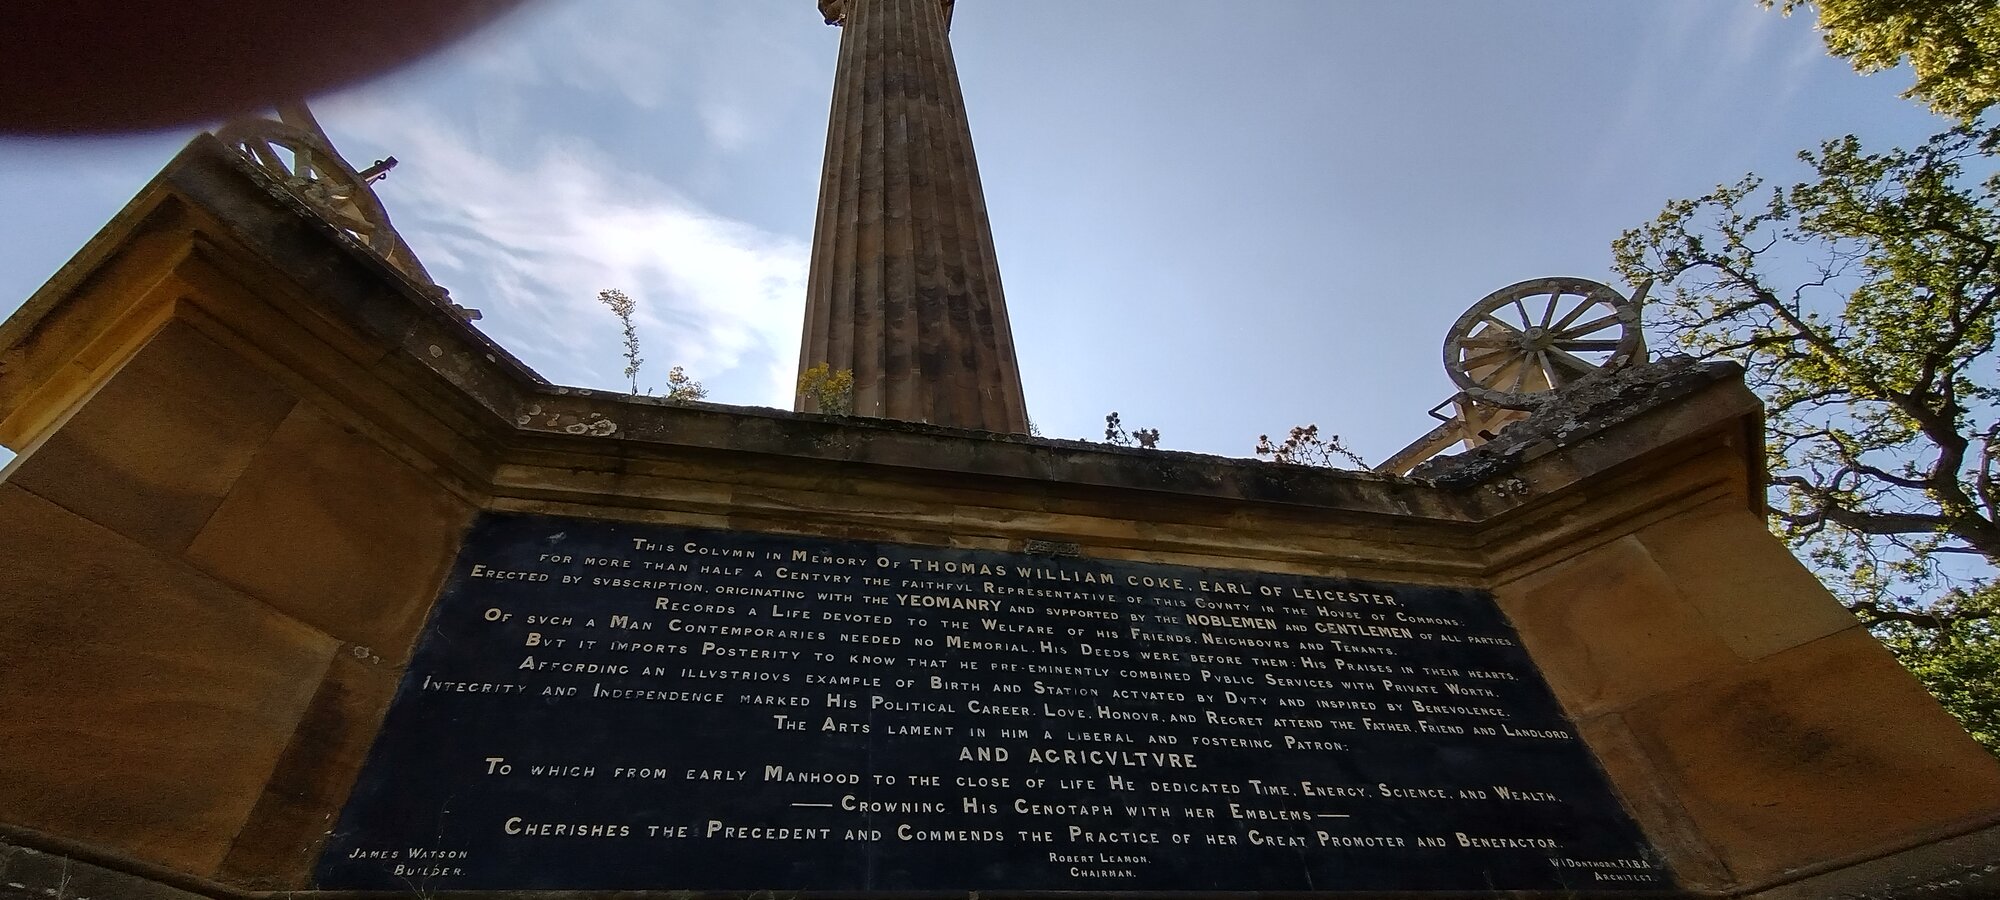 THIS COLVMN IN MEMORY OF THOMAS WILLIAM COKE, EARL OF LEICESTER,
FOR MORE THAN HALF A CENTVRY THE FAITHFVL REPRESENTATIVE OF THIS COVNTY IN THE HOVSE OF COMMONS.
ERECTED BY SVBSCRIPTION, ORIGINATING WITH THE YEOMANRY AND SVPPORTED BY THE NOBLEMEN AND GENTLEMEN OF ALL PARTIES.
RECORDS A LIFE DEVOTED TO THE WELFARE OF HIS FRIENDS, NEIGHBOVRS AND TENANTS.
OF SVCH A MAN CONTEMPORARIES NEEDED NO MEMORIAL. HIS DEEDS WERE BEFORE THEM: HIS PRAISES IN THEIR HEARTS.
BVT IT IMPORTS POSTERITY TO KNOW THAT HE PRE-EMINENTLY COMBINED PVBLIC SERVICES WITH PRIVATE WORTH,
AFFORDING AN ILLVSTRIOVS EXAMPLE OF BIRTH AND STATION ACTVATED BY DVTY AND INSPIRED BY BENEVOLENCE.
INTEGRITY AND INDEPENDENCE MARKED HIS POLITICAL CAREER. LOVE, HONOVR, AND REGRET ATTEND THE FATHER, FRIEND AND LANDLORD.
THE ARTS LAMENT IN HIM A LIBERAL AND FOSTERING PATRON:
AND AGRICVLTVRE
TO WHICH FROM EARLY MANHOOD TO THE CLOSE OF LIFE HE DEDICATED TIME, ENERGY, SCIENCE, AND WEALTH,
— CROWNING HIS CENOTAPH WITH HER EMBLEMS —
CHERISHES THE PRECEDENT AND COMMENDS THE PRACTICE OF HER GREAT PROMOTER AND BENEFACTOR.
JAMES WATSON
BUILDER.
ROBERT LEAMON,
CHAIRMAN.
W J DONTHORN F.I.B.A
ARCHITECT.